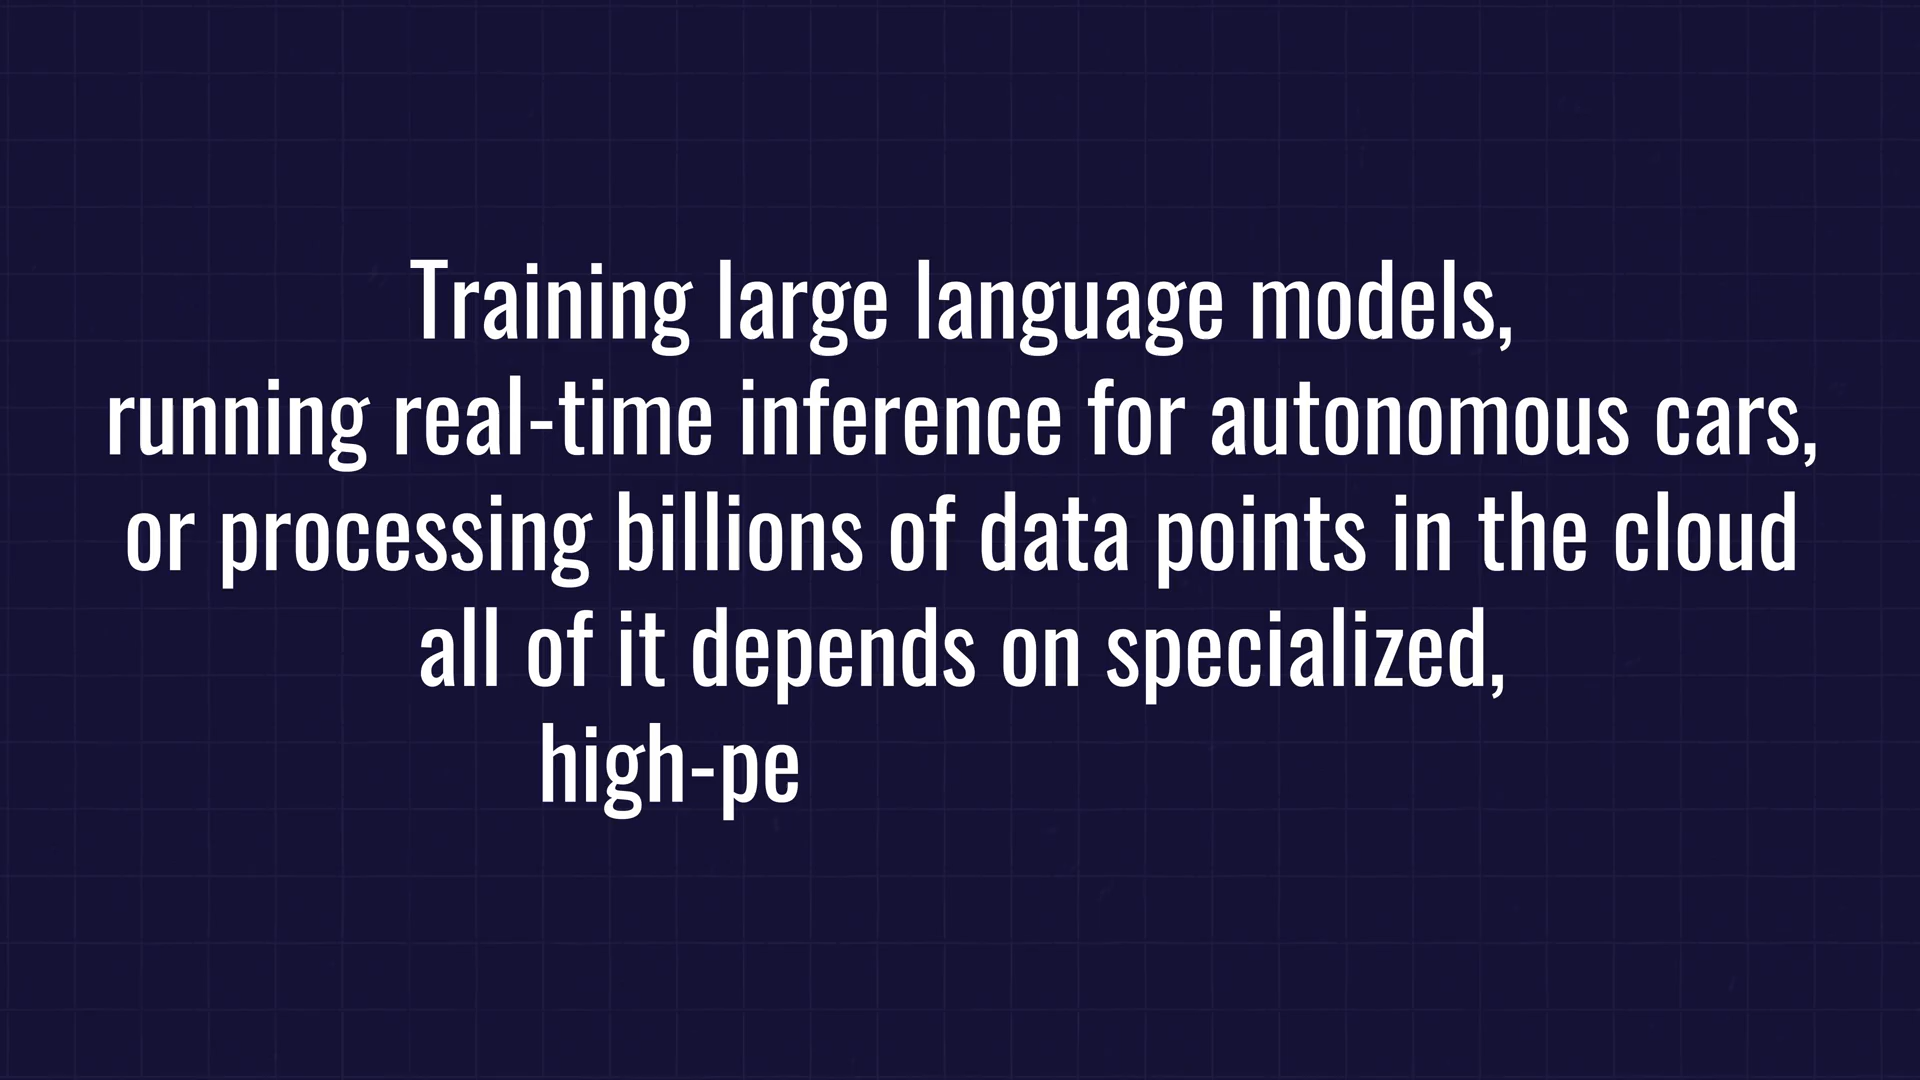 Training large language models,
running real-time inference for autonomous cars,
or processing billions of data points in the cloud
all of it depends on specialized,
high-pe